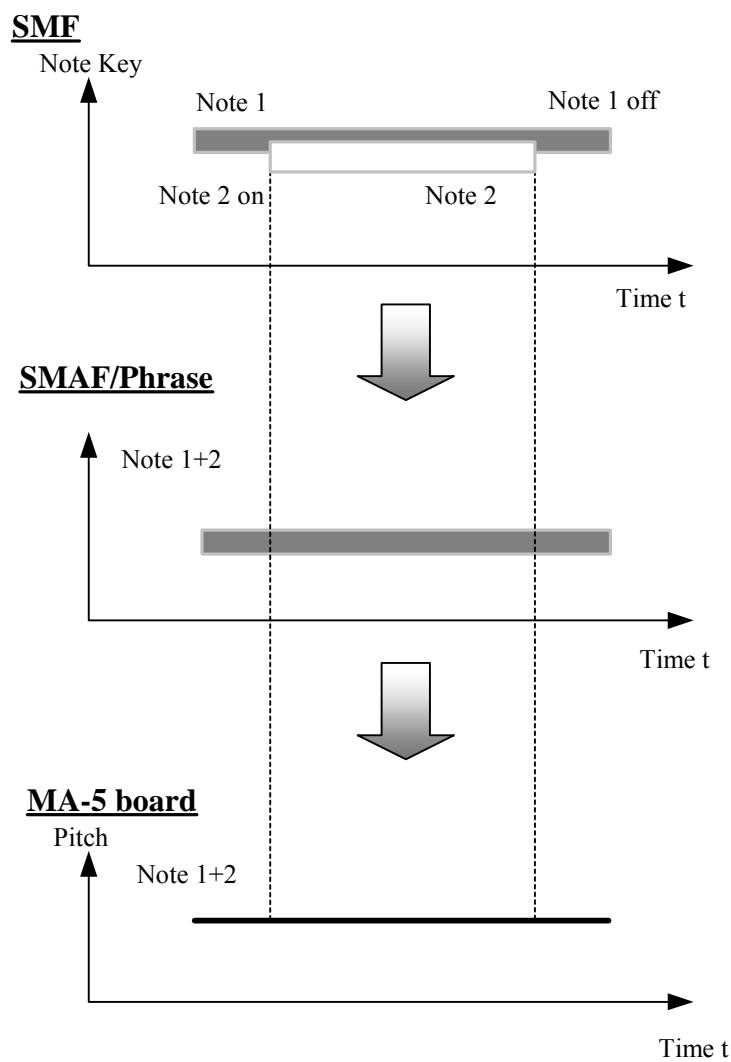 SMF
Note Key
Note 1
Note 1 off
Note 2 on
Note 2
Time t
SMAF/Phrase
Note 1+2
Time t
MA-5 board
Pitch
Note 1+2
Time t